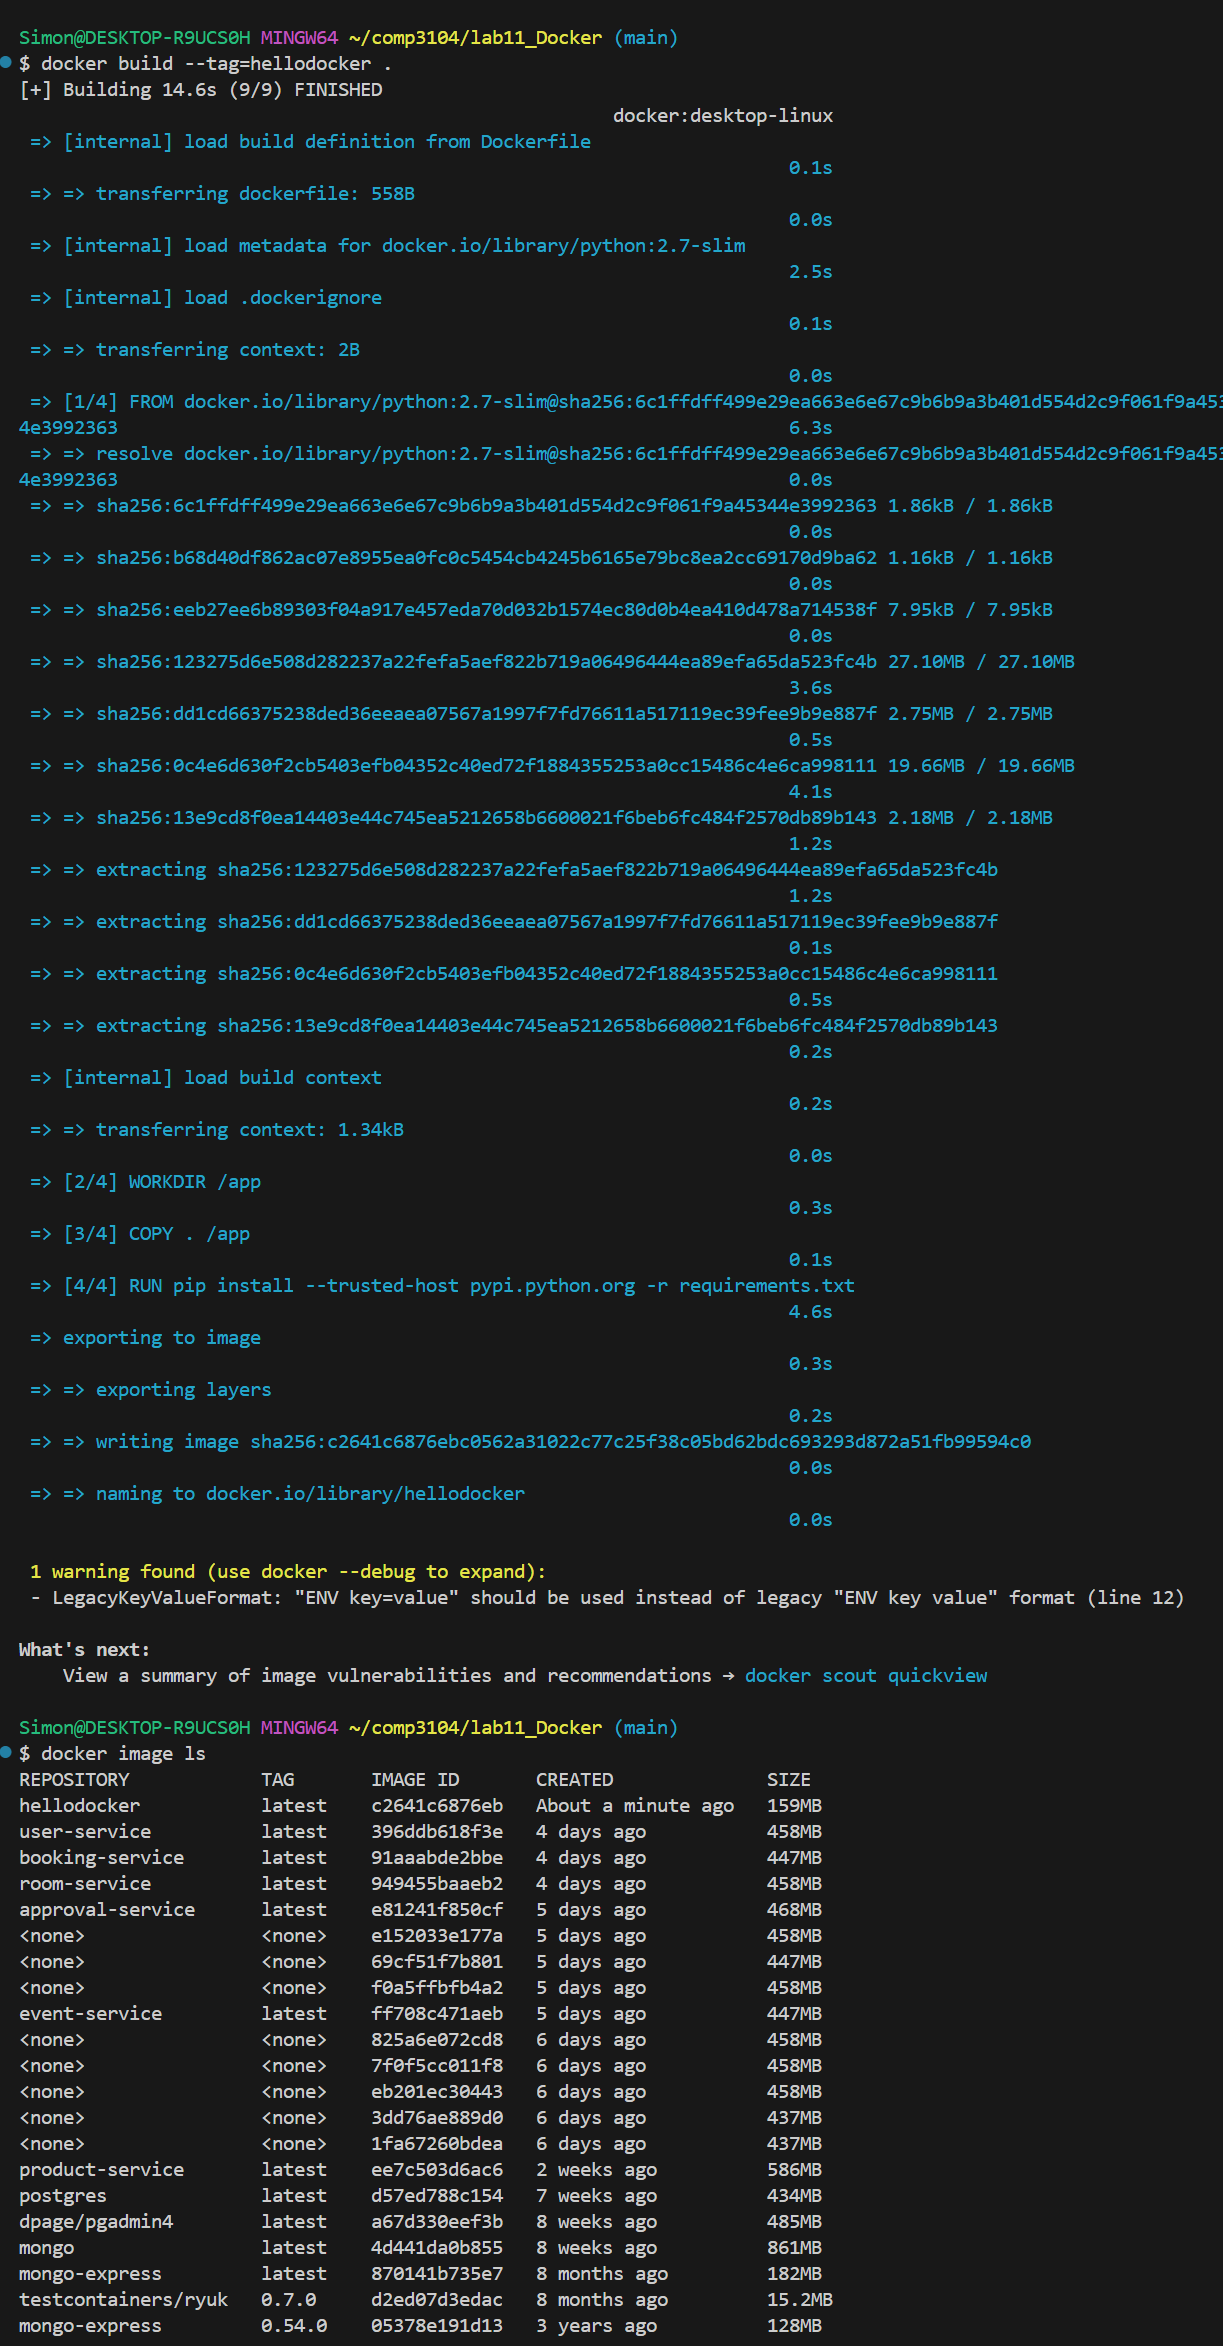 Simon@DESKTOP-R9UCS0H MINGW64 ~/comp3104/lab11_Docker (main)
$ docker build --tag=hellodocker .
[+] Building 14.6s (9/9) FINISHED
docker:desktop-linux
=> [internal] load build definition from Dockerfile
0.1s
=> => transferring dockerfile: 558B
0.0s
=> [internal] load metadata for docker.io/library/python:2.7-slim
2.5s
=> [internal] load .dockerignore
0.1s
=> => transferring context: 2B
0.0s
=> [1/4] FROM docker.io/library/python:2.7-slim@sha256:6c1ffdff499e29ea663e6e67c9b6b9a3b401d554d2c9f061f9a453
4e3992363 6.3s
=> => resolve docker.io/library/python:2.7-slim@sha256:6c1ffdff499e29ea663e6e67c9b6b9a3b401d554d2c9f061f9a453
4e3992363 0.0s
=> => sha256:6c1ffdff499e29ea663e6e67c9b6b9a3b401d554d2c9f061f9a45344e3992363 1.86kB / 1.86kB
0.0s
=> => sha256:b68d40df862ac07e8955ea0fc0c5454cb4245b6165e79bc8ea2cc69170d9ba62 1.16kB / 1.16kB
0.0s
=> => sha256:eeb27ee6b89303f04a917e457eda70d032b1574ec80d0b4ea410d478a714538f 7.95kB / 7.95kB
0.0s
=> => sha256:123275d6e508d282237a22fefa5aef822b719a06496444ea89efa65da523fc4b 27.10MB / 27.10MB
3.6s
=> => sha256:dd1cd66375238ded36eeaea07567a1997f7fd76611a517119ec39fee9b9e887f 2.75MB / 2.75MB
0.5s
=> => sha256:0c4e6d630f2cb5403efb04352c40ed72f1884355253a0cc15486c4e6ca998111 19.66MB / 19.66MB
4.1s
=> => sha256:13e9cd8f0ea14403e44c745ea5212658b6600021f6beb6fc484f2570db89b143 2.18MB / 2.18MB
1.2s
=> => extracting sha256:123275d6e508d282237a22fefa5aef822b719a06496444ea89efa65da523fc4b
1.2s
=> => extracting sha256:dd1cd66375238ded36eeaea07567a1997f7fd76611a517119ec39fee9b9e887f
0.1s
=> => extracting sha256:0c4e6d630f2cb5403efb04352c40ed72f1884355253a0cc15486c4e6ca998111
0.5s
=> => extracting sha256:13e9cd8f0ea14403e44c745ea5212658b6600021f6beb6fc484f2570db89b143
0.2s
=> [internal] load build context
0.2s
=> => transferring context: 1.34kB
0.0s
=> [2/4] WORKDIR /app
0.3s
=> [3/4] COPY . /app
0.1s
=> [4/4] RUN pip install --trusted-host pypi.python.org -r requirements.txt
4.6s
=> exporting to image
0.3s
=> => exporting layers
0.2s
=> => writing image sha256:c2641c6876ebc0562a31022c77c25f38c05bd62bdc693293d872a51fb99594c0
0.0s
=> => naming to docker.io/library/hellodocker
0.0s
1 warning found (use docker --debug to expand):
- LegacyKeyValueFormat: "ENV key=value" should be used instead of legacy "ENV key value" format (line 12)
What's next:
View a summary of image vulnerabilities and recommendations → docker scout quickview
Simon@DESKTOP-R9UCS0H MINGW64 ~/comp3104/lab11_Docker (main)
$ docker image ls
REPOSITORY TAG IMAGE ID CREATED SIZE
hellodocker latest c2641c6876eb About a minute ago 159MB
user-service latest 396ddb618f3e 4 days ago 458MB
booking-service latest 91aaabde2bbe 4 days ago 447MB
room-service latest 949455baaeb2 4 days ago 458MB
approval-service latest e81241f850cf 5 days ago 468MB
<none> <none> e152033e177a 5 days ago 458MB
<none> <none> 69cf51f7b801 5 days ago 447MB
<none> <none> f0a5ffbfb4a2 5 days ago 458MB
event-service latest ff708c471aeb 5 days ago 447MB
<none> <none> 825a6e072cd8 6 days ago 458MB
<none> <none> 7f0f5cc011f8 6 days ago 458MB
<none> <none> eb201ec30443 6 days ago 458MB
<none> <none> 3dd76ae889d0 6 days ago 437MB
<none> <none> 1fa67260bdea 6 days ago 437MB
product-service latest ee7c503d6ac6 2 weeks ago 586MB
postgres latest d57ed788c154 7 weeks ago 434MB
dpage/pgadmin4 latest a67d330eef3b 8 weeks ago 485MB
mongo latest 4d441da0b855 8 weeks ago 861MB
mongo-express latest 870141b735e7 8 months ago 182MB
testcontainers/ryuk 0.7.0 d2ed07d3edac 8 months ago 15.2MB
mongo-express 0.54.0 05378e191d13 3 years ago 128MB